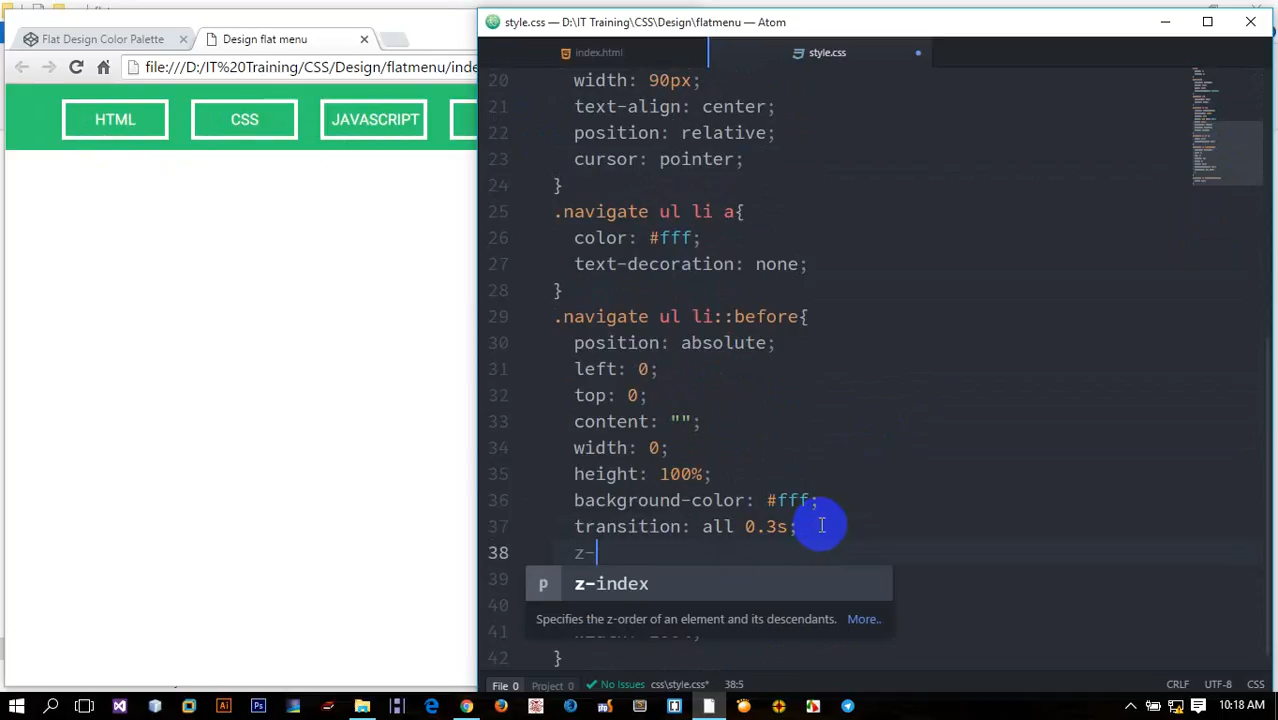 Flat Design Color Palette
Design flat menu
file:///D:/IT%20Training/CSS/Design/flatmenu/inde
HTML
CSS
JAVASCRIPT
style.css — D:\IT Training\CSS\Design\flatmenu — Atom
index.html
style.css
20 width: 90px;
21 text-align: center;
22 position: relative;
23 cursor: pointer;
24 }
25 .navigate ul li a{
26 color: #fff;
27 text-decoration: none;
28 }
29 .navigate ul li::before{
30 position: absolute;
31 left: 0;
32 top: 0;
33 content: "";
34 width: 0;
35 height: 100%;
36 background-color: #fff;
37 transition: all 0.3s;
38 z-
39
p z-index
40
Specifies the z-order of an element and its descendants. More..
41
42 }
File 0 Project 0 No Issues css\style.css* 38:5 CRLF UTF-8 CSS
10:18 AM